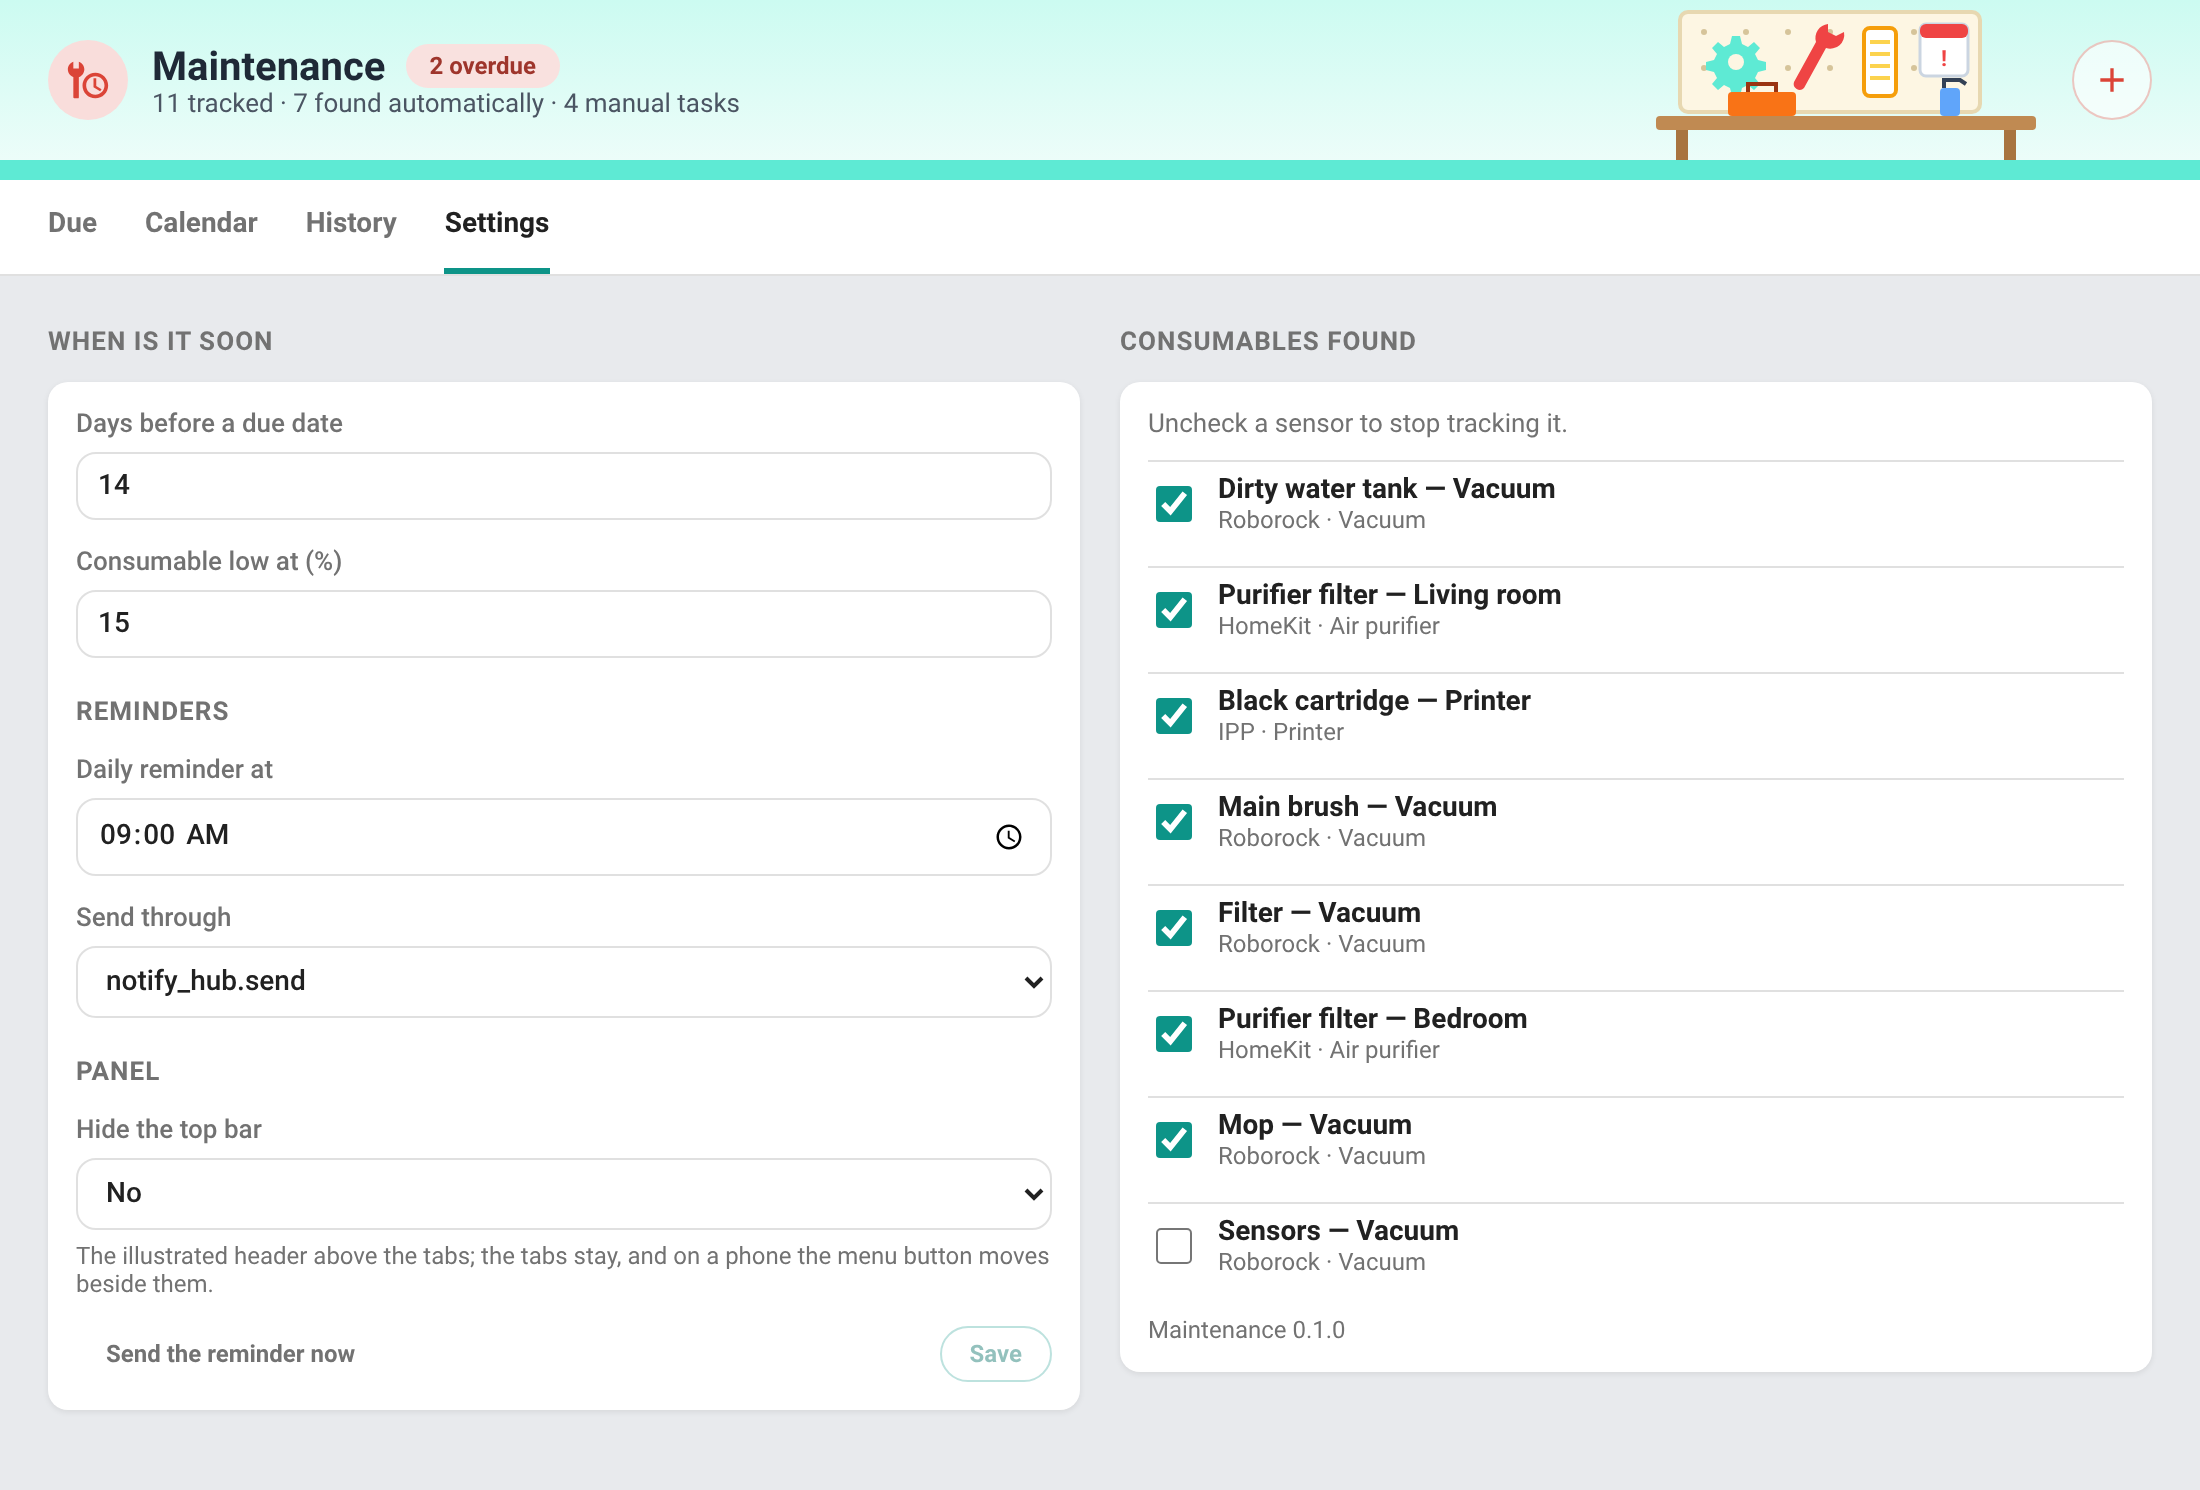 Maintenance
2 overdue
11 tracked · 7 found automatically · 4 manual tasks
!
+
Due
Calendar
History
Settings
WHEN IS IT SOON
Days before a due date
14
Consumable low at (%)
15
REMINDERS
Daily reminder at
09:00 AM
Send through
notify_hub.send
PANEL
Hide the top bar
No
The illustrated header above the tabs; the tabs stay, and on a phone the menu button moves
beside them.
Send the reminder now
Save
CONSUMABLES FOUND
Uncheck a sensor to stop tracking it.
Dirty water tank — Vacuum
Roborock · Vacuum
Purifier filter — Living room
HomeKit · Air purifier
Black cartridge — Printer
IPP · Printer
Main brush — Vacuum
Roborock · Vacuum
Filter — Vacuum
Roborock · Vacuum
Purifier filter — Bedroom
HomeKit · Air purifier
Mop — Vacuum
Roborock · Vacuum
Sensors — Vacuum
Roborock · Vacuum
Maintenance 0.1.0